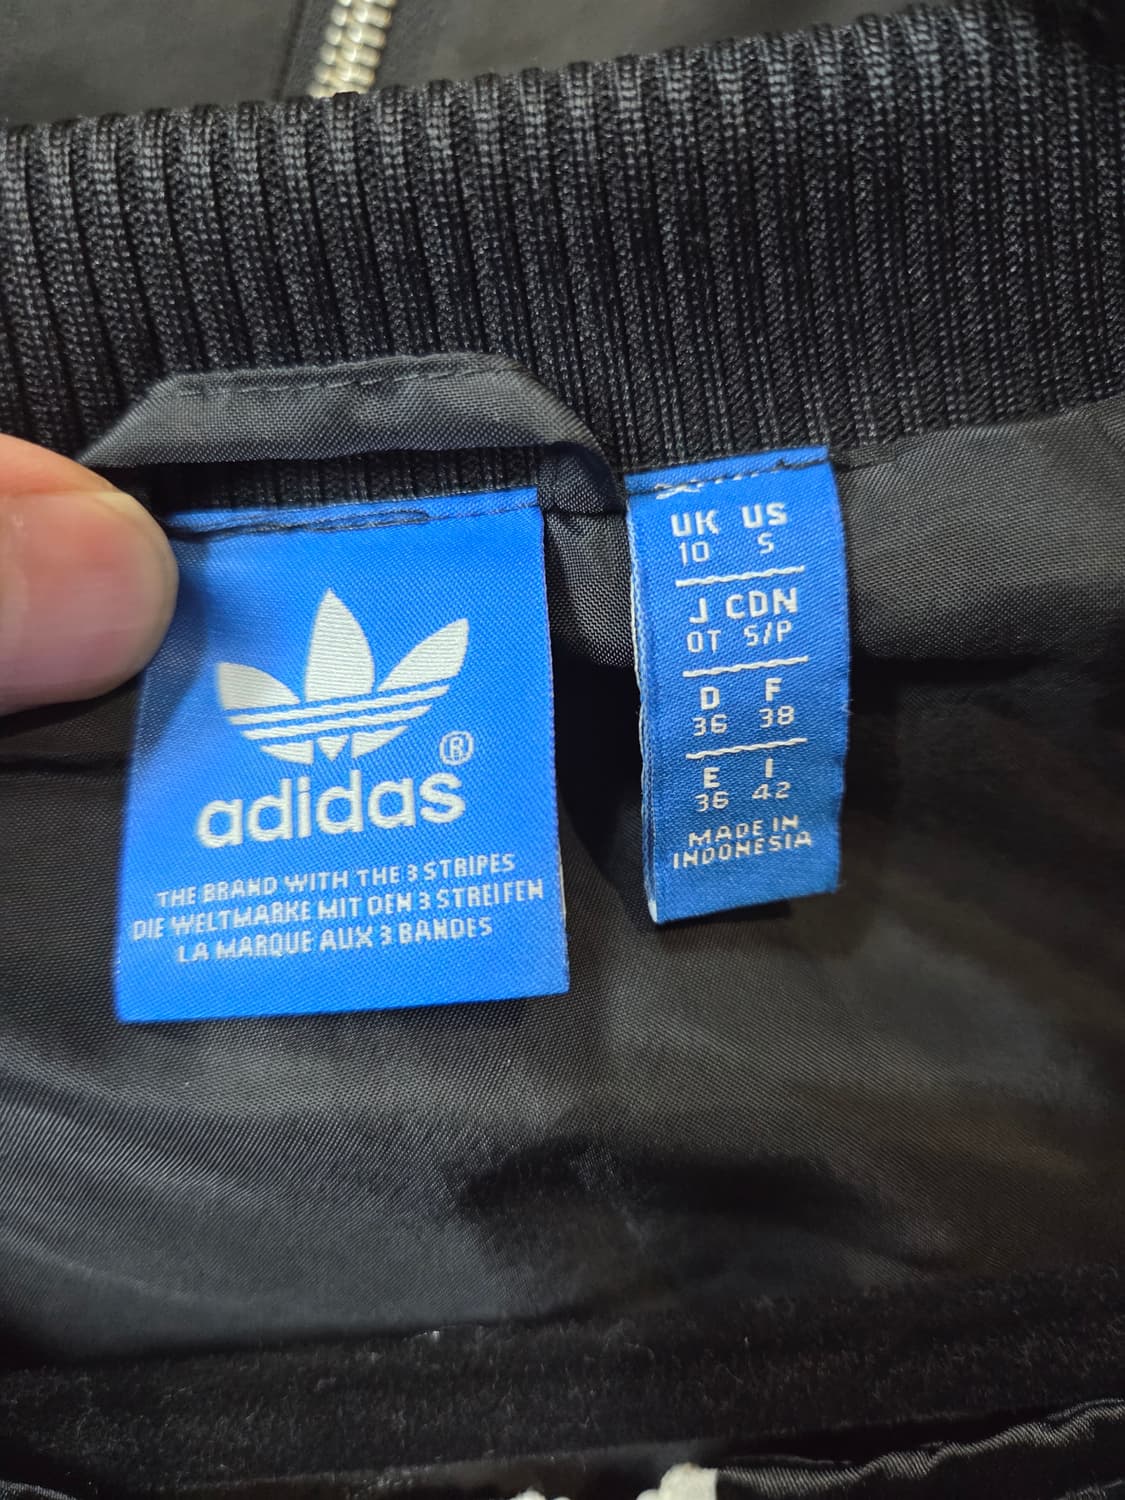 adidas®
THE BRAND WITH THE 3 STRIPES
DIE WELTMARKE MIT DEN 3 STREIFEN
LA MARQUE AUX 3 BANDES
UK US
10 S
J CDN
OT S/P
D F
36 38
E I
36 42
MADE IN
INDONESIA